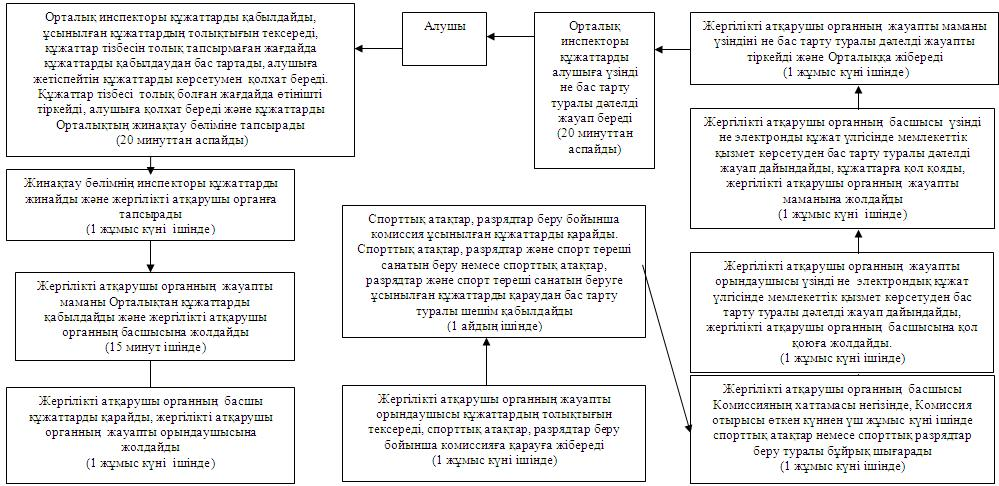 Орталық инспекторы құжаттарды қабылдайды,
ұсынылған құжаттардың толықтығын тексереді,
құжаттар тізбесін толық тапсырмаған жағдайда
құжаттарды қабылдаудан бас тартады, алушыға
жетіспейтін құжаттарды көрсетумен қолхат береді.
Құжаттар тізбесі толық болған жағдайда өтінішті
тіркейді, алушыға қолхат береді және құжаттарды
Орталықтың жинақтау бөліміне тапсырады
(20 минуттан аспайды)
Алушы
Орталық
инспекторы
құжаттарды
алушыға үзінді
не бас тарту
туралы дәлелді
жауап береді
(20 минуттан
аспайды)
Жергілікті атқарушы органның жауапты маманы
үзіндіні не бас тарту туралы дәлелді жауапты
тіркейді және Орталыққа жібереді
(1 жұмыс күні ішінде)
Жергілікті атқарушы органның басшысы үзінді
не электронды құжат үлгісінде мемлекеттік
қызмет көрсетуден бас тарту туралы дәлелді
жауап дайындайды, құжаттарға қол қояды,
жергілікті атқарушы органның жауапты
маманына жолдайды
(1 жұмыс күні ішінде)
Жинақтау бөлімнің инспекторы құжаттарды
жинайды және жергілікті атқарушы органға
тапсырады
(1 жұмыс күні ішінде)
Спорттық атақтар, разрядтар беру бойынша
комиссия ұсынылған құжаттарды қарайды.
Спорттық атақтар, разрядтар және спорт төреші
санатын беру немесе спорттық атақтар,
разрядтар және спорт төреші санатын беруге
ұсынылған құжаттарды қараудан бас тарту
туралы шешім қабылдайды
(1 айдың ішінде)
Жергілікті атқарушы органның жауапты
орындаушысы үзінді не электрондық құжат
үлгісінде мемлекеттік қызмет көрсетуден бас
тарту туралы дәлелді жауап дайындайды,
жергілікті атқарушы органның басшысына қол
қоюға жолдайды.
(1 жұмыс күні ішінде)
Жергілікті атқарушы органның жауапты
маманы Орталықтан құжаттарды
қабылдайды және жергілікті атқарушы
органның басшысына жолдайды
(15 минут ішінде)
Жергілікті атқарушы органның басшы
құжаттарды қарайды, жергілікті атқарушы
органның жауапты орындаушысына
жолдайды
(1 жұмыс күні ішінде)
Жергілікті атқарушы органның жауапты
орындаушысы құжаттардың толықтығын
тексереді, спорттық атақтар, разрядтар беру
бойынша комиссияға қарауға жібереді
(1 жұмыс күні ішінде)
Жергілікті атқарушы органның басшысы
Комиссияның хаттамасы негізінде, Комиссия
отырысы өткен күннен үш жұмыс күні ішінде
спорттық атақтар немесе спорттық разрядтар
беру туралы бұйрық шығарады
(1 жұмыс күні ішінде)